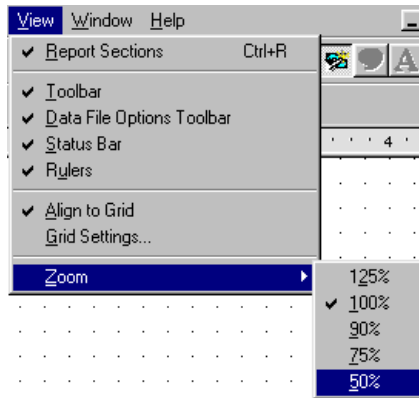 View Window Help
Report Sections Ctrl+R
Toolbar
Data File Options Toolbar
Status Bar
Rulers
4
Align to Grid
Grid Settings...
Zoom
125%
100%
90%
75%
50%
A